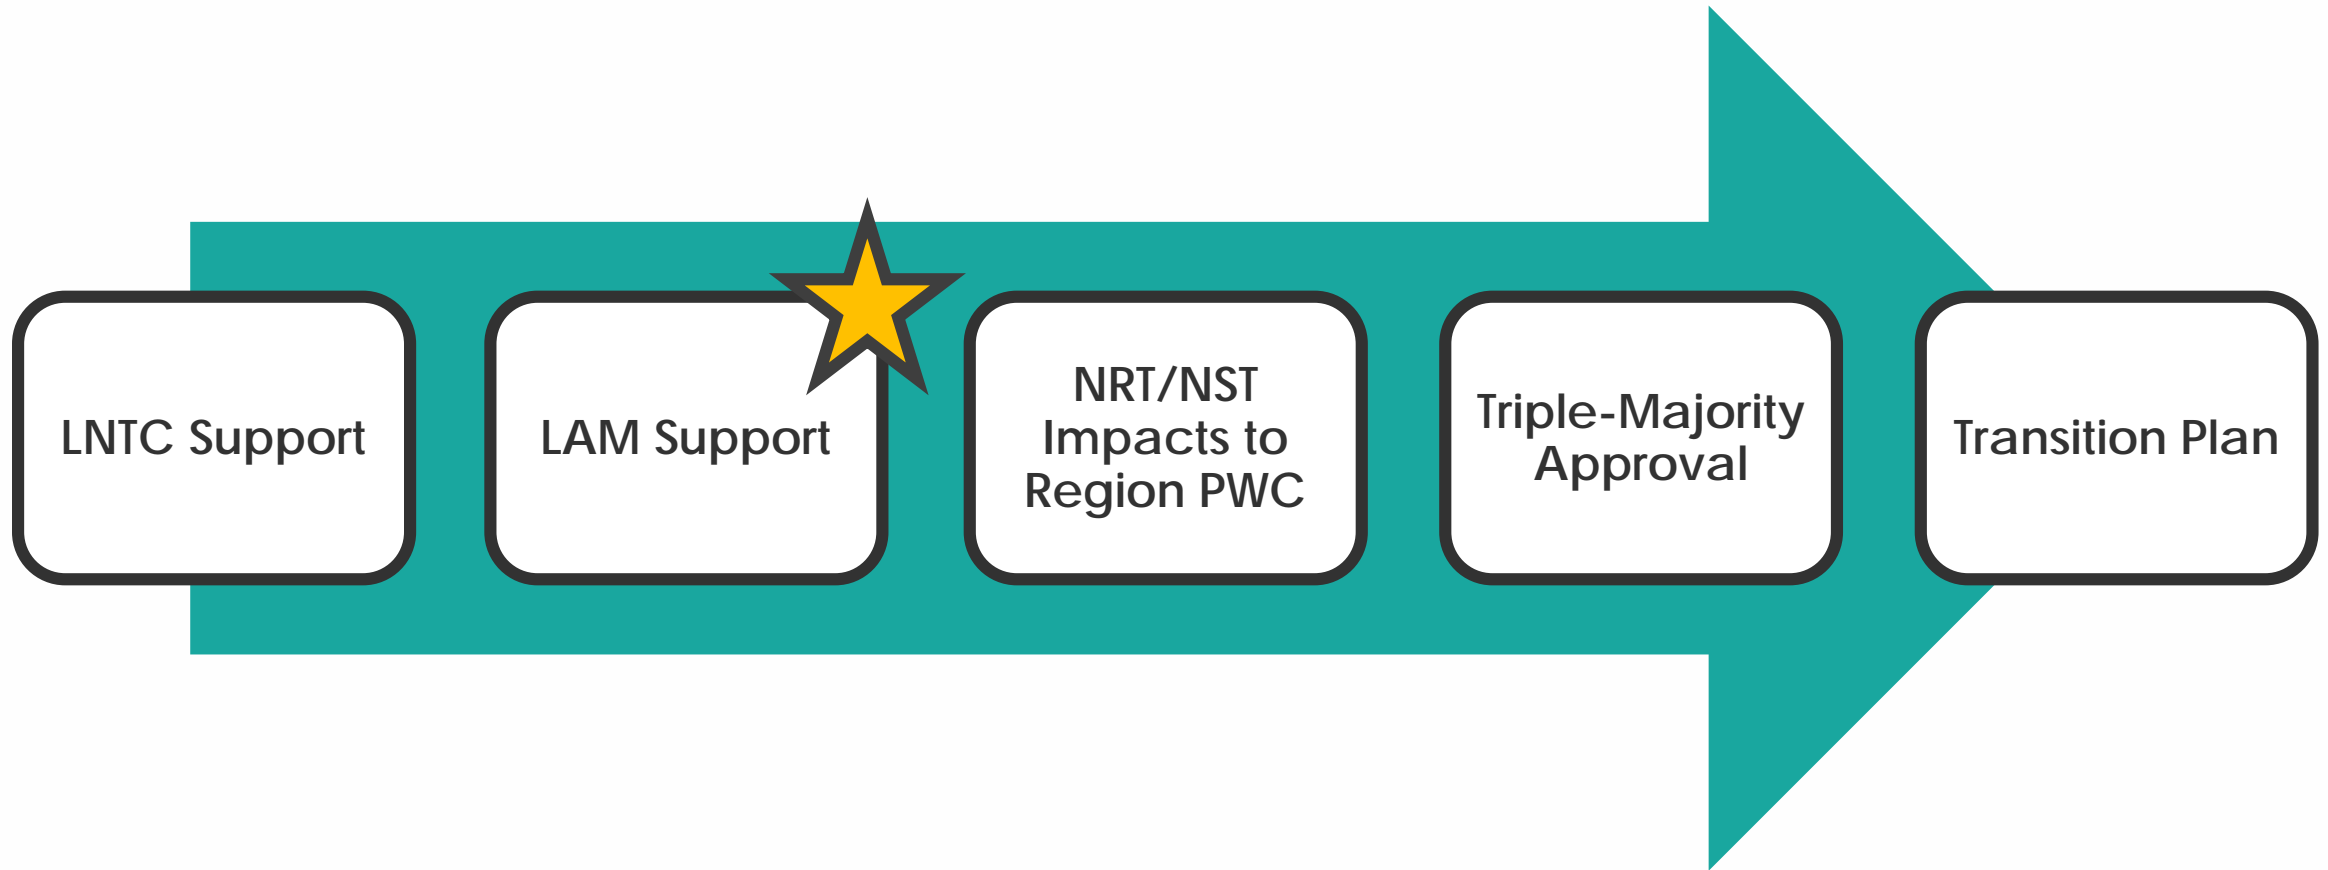 LNTC Support
LAM Support
NRT/NST
Impacts to
Region PWC
Triple-Majority
Approval
Transition Plan